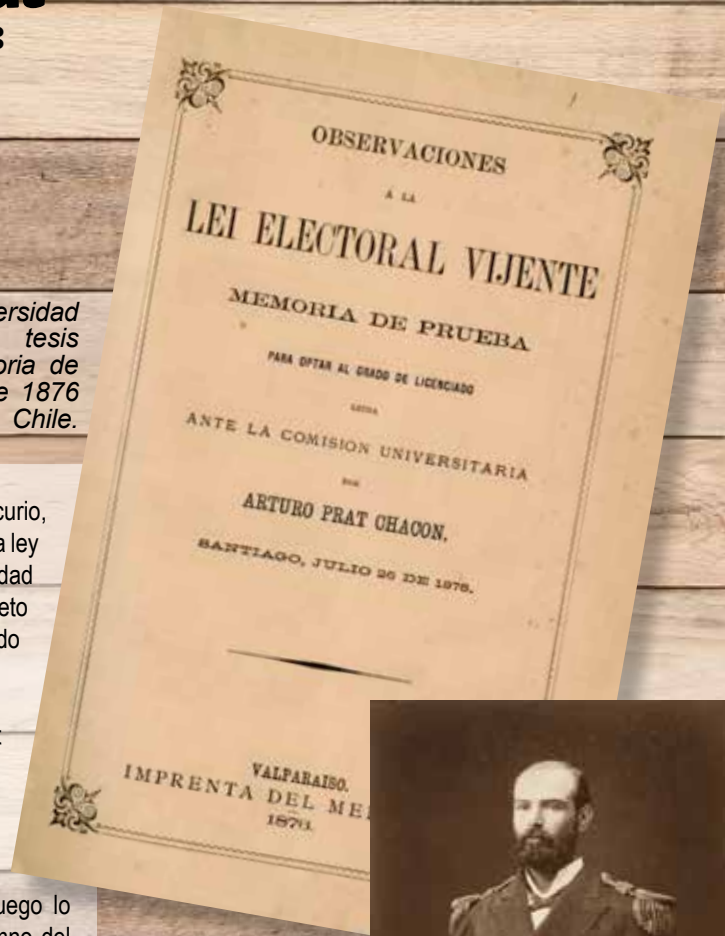 :
ersidad
tesis
oria de
e 1876
Chile.
curio,
a ley
dad
eto
do
uego lo
OBSERVACIONES
Á LA
LEI ELECTORAL VIJENTE
MEMORIA DE PRUEBA
PARA OPTAR AL GRADO DE LICENCIADO
LEIDA
ANTE LA COMISION UNIVERSITARIA
POR
ARTURO PRAT CHACON.
SANTIAGO, JULIO 26 DE 1876.
VALPARAISO.
IMPRENTA DEL ME
1876.